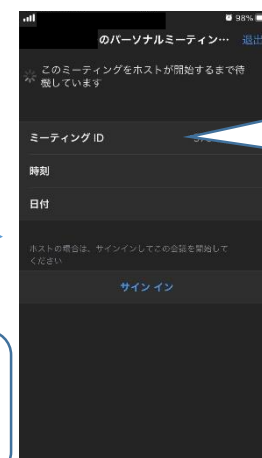 98%
のパーソナルミーティン… 退出
このミーティングをホストが開始するまで待
機しています
ミーティング ID
時刻
日付
ホストの場合は、サインインしてこの会議を開始して
ください
サイン イン